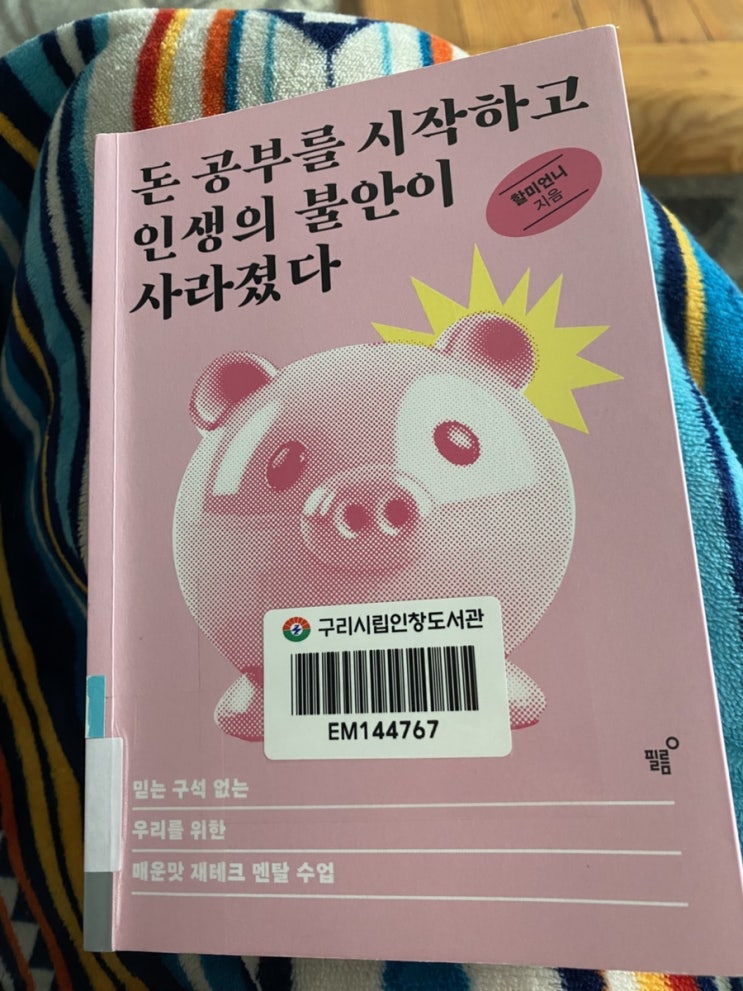 돈 공부를 시작하고
인생의 불안이
사라졌다
할미언니
지음
구리시립인창도서관
EM144767
필름
믿는 구석 없는
우리를 위한
매운맛 재테크 멘탈 수업